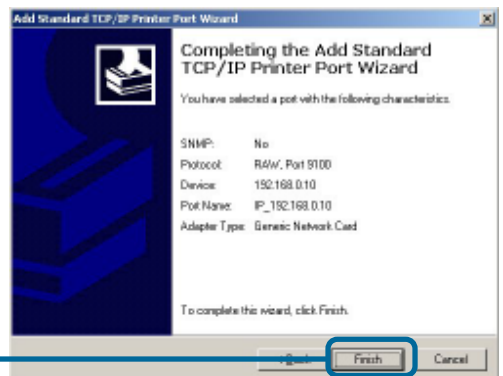 Add Standard TCP/IP Printer Port Wizard
Completing the Add Standard
TCP/IP Printer Port Wizard
You have selected a port with the following characteristics.
SNMP: No
Protocol: RAW, Port 9100
Device: 192.168.0.10
Port Name: IP_192.168.0.10
Adapter Type: Generic Network Card
To complete this wizard, click Finish.
< Back Finish Cancel